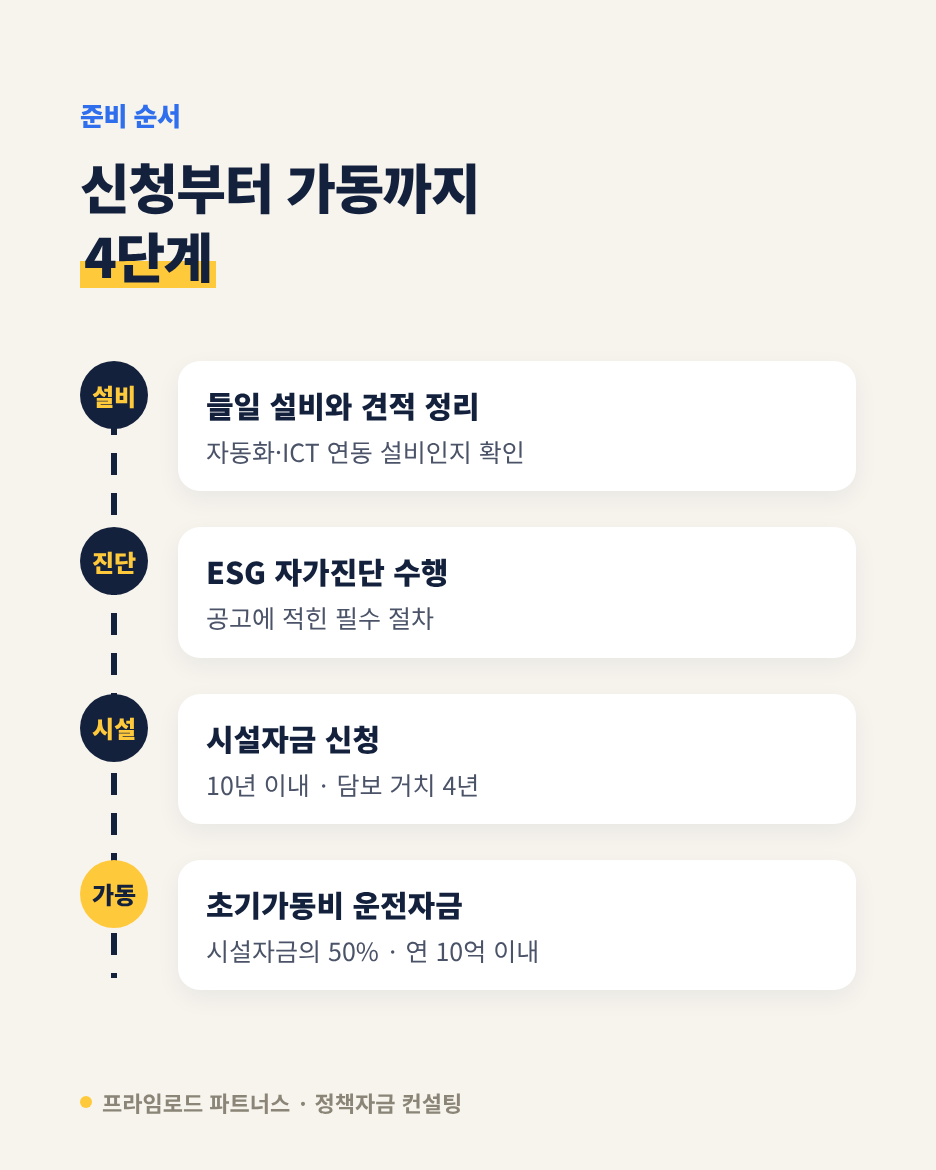 준비 순서
신청부터 가동까지
4단계
설비
들일 설비와 견적 정리
자동화·ICT 연동 설비인지 확인
진단
ESG 자가진단 수행
공고에 적힌 필수 절차
시설
시설자금 신청
10년 이내 · 담보 거치 4년
가동
초기가동비 운전자금
시설자금의 50% · 연 10억 이내
프라임로드 파트너스 · 정책자금 컨설팅